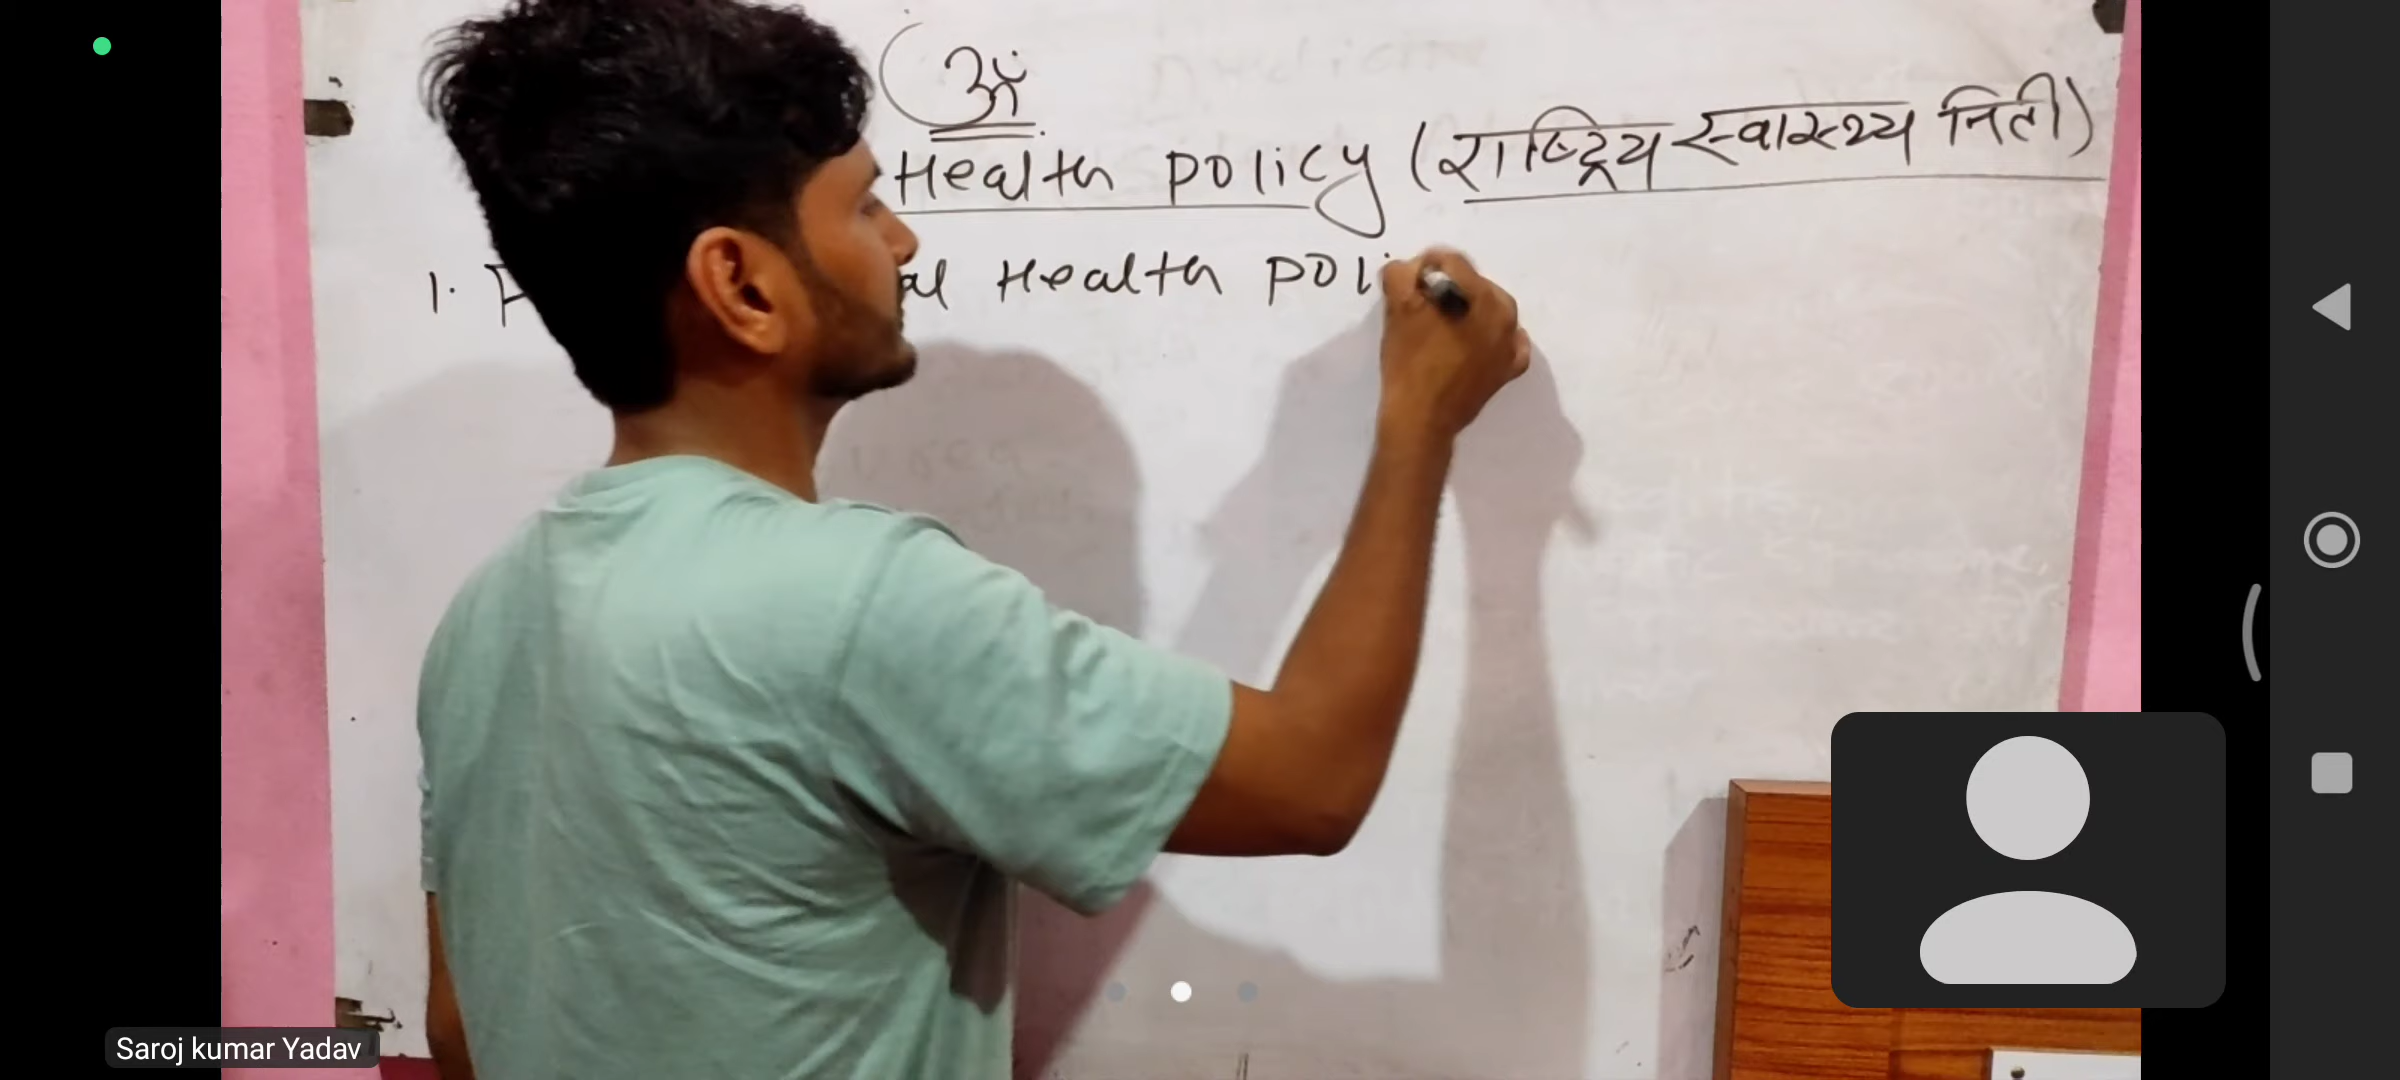 ॐ
Health policy (राष्ट्रिय स्वास्थ्य निती)
1. Health poli
Saroj kumar Yadav